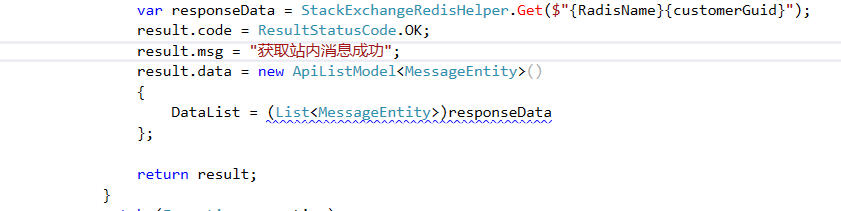 var responseData = StackExchangeRedisHelper.Get($"{RadisName}{customerGuid}");
result.code = ResultStatusCode.OK;
result.msg = "获取站内消息成功";
result.data = new ApiListModel<MessageEntity>()
{
DataList = (List<MessageEntity>)responseData
};
return result;
}